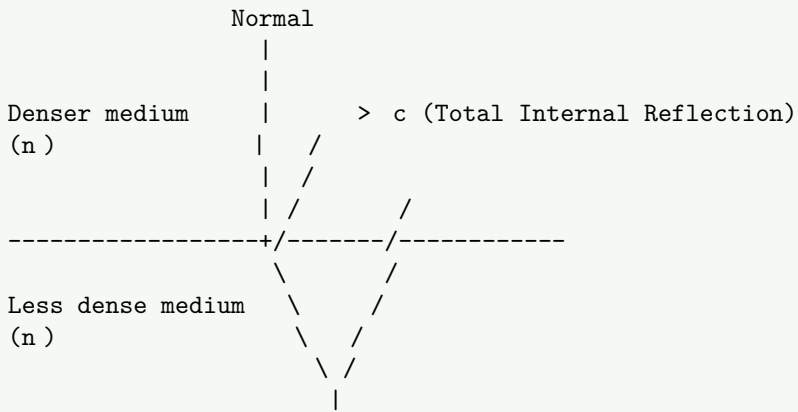 Normal
Denser medium > c (Total Internal Reflection)
(n )
Less dense medium
(n )